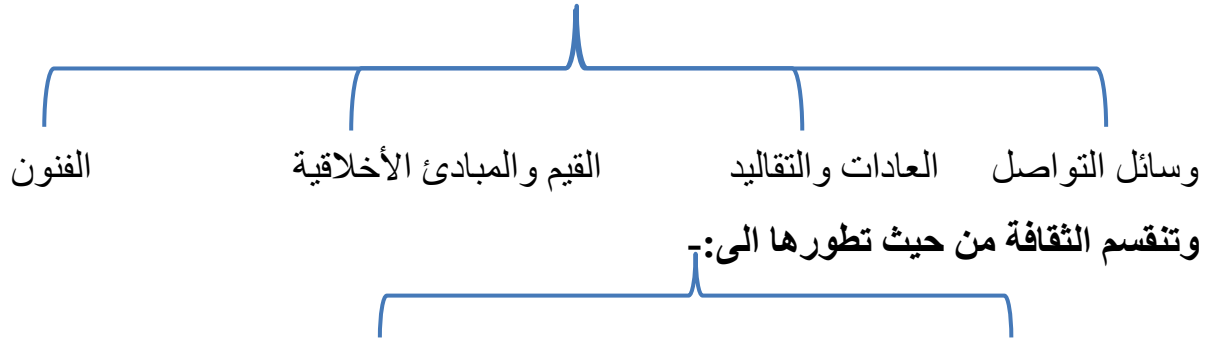 وسائل التواصل العادات والتقاليد القيم والمبادئ الأخلاقية الفنون
وتنقسم الثقافة من حيث تطورها الى:-